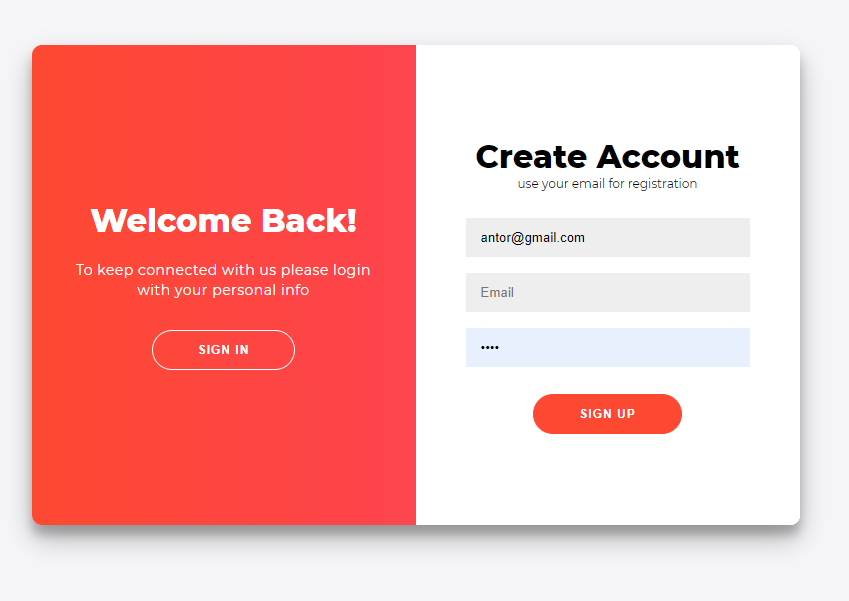 Welcome Back!
To keep connected with us please login
with your personal info
SIGN IN
Create Account
use your email for registration
antor@gmail.com
Email
••••
SIGN UP